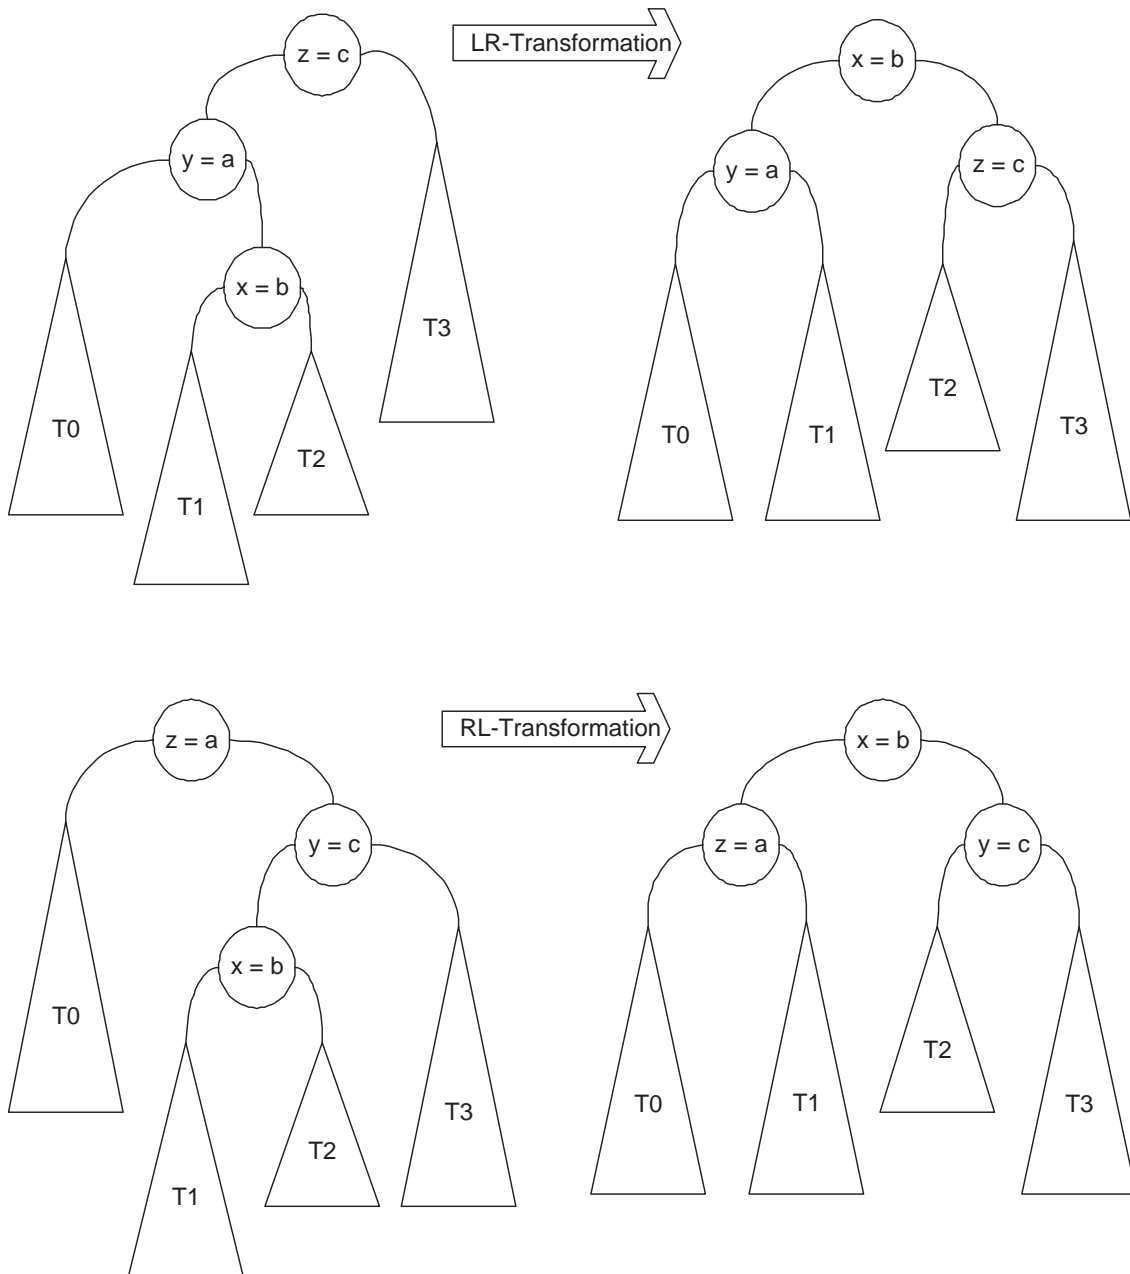 z = c
LR-Transformation
x = b
y = a
y = a
z = c
x = b
T3
T2
T0
T2
T1
T0
T1
T3
z = a
RL-Transformation
x = b
y = c
z = a
y = c
x = b
T0
T2
T3
T0
T1
T3
T2
T1